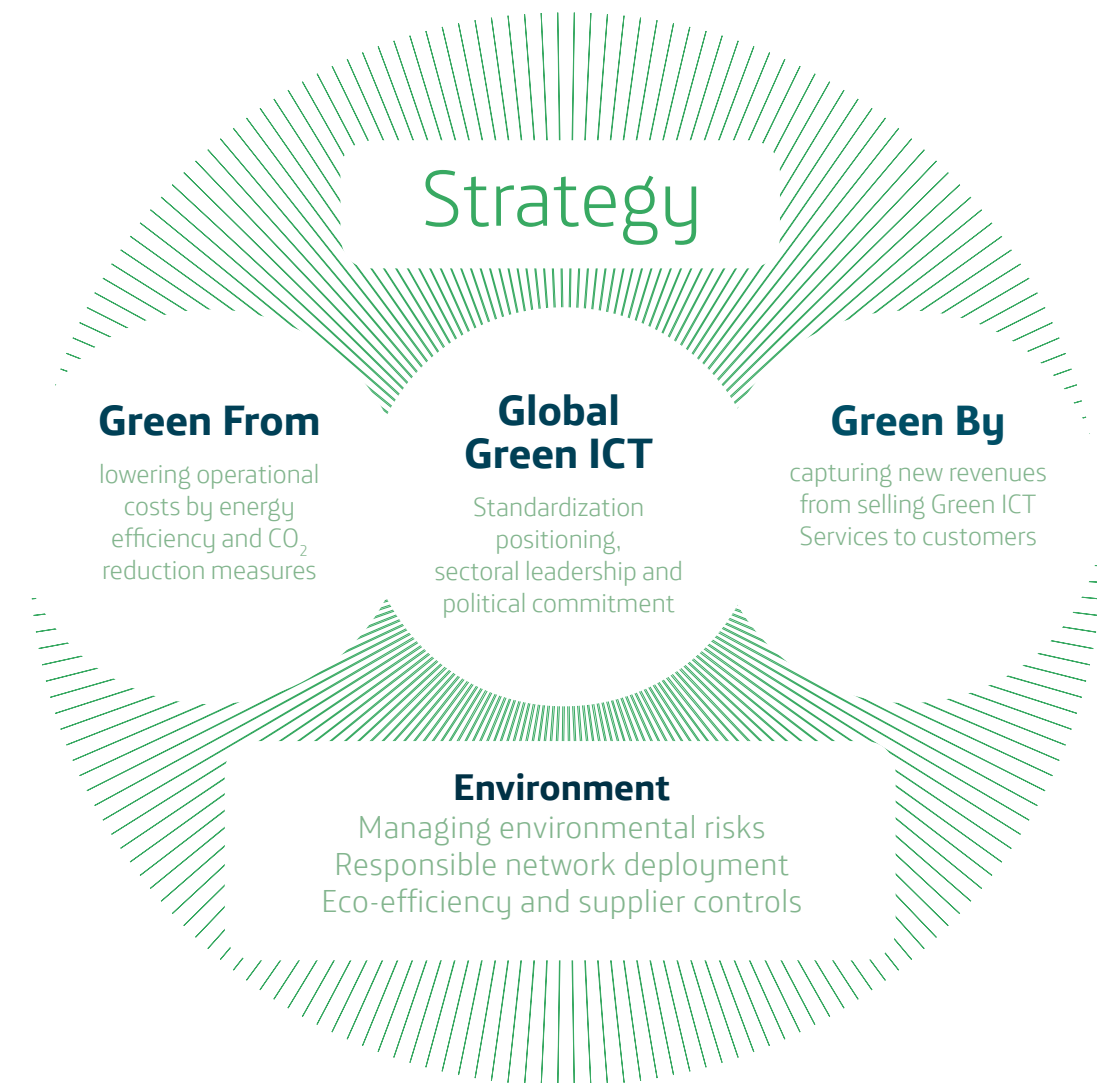 Strategy
Green From
lowering operational
costs by energy
efficiency and CO₂
reduction measures
Global
Green ICT
Standardization
positioning,
sectoral leadership and
political commitment
Green By
capturing new revenues
from selling Green ICT
Services to customers
Environment
Managing environmental risks
Responsible network deployment
Eco-efficiency and supplier controls